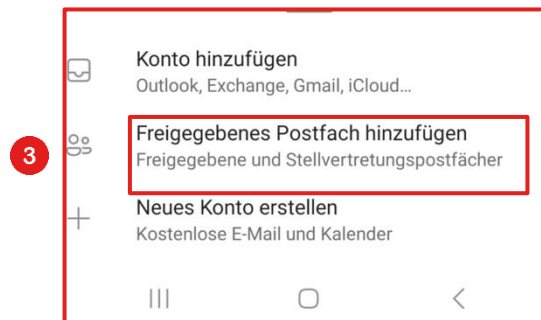 Konto hinzufügen
Outlook, Exchange, Gmail, iCloud...
3
Freigegebenes Postfach hinzufügen
Freigegebene und Stellvertretungspostfächer
Neues Konto erstellen
Kostenlose E-Mail und Kalender